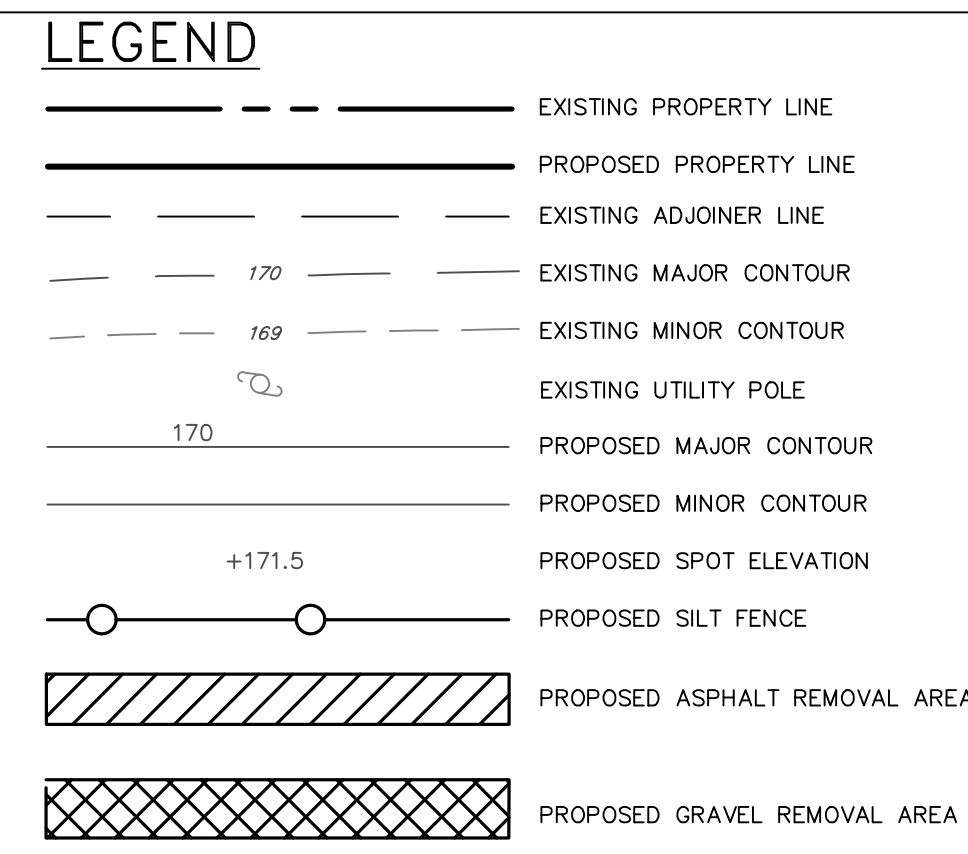 LEGEND
EXISTING PROPERTY LINE
PROPOSED PROPERTY LINE
EXISTING ADJOINER LINE
170 EXISTING MAJOR CONTOUR
169 EXISTING MINOR CONTOUR
EXISTING UTILITY POLE
170 PROPOSED MAJOR CONTOUR
PROPOSED MINOR CONTOUR
+171.5 PROPOSED SPOT ELEVATION
PROPOSED SILT FENCE
PROPOSED ASPHALT REMOVAL AREA
PROPOSED GRAVEL REMOVAL AREA